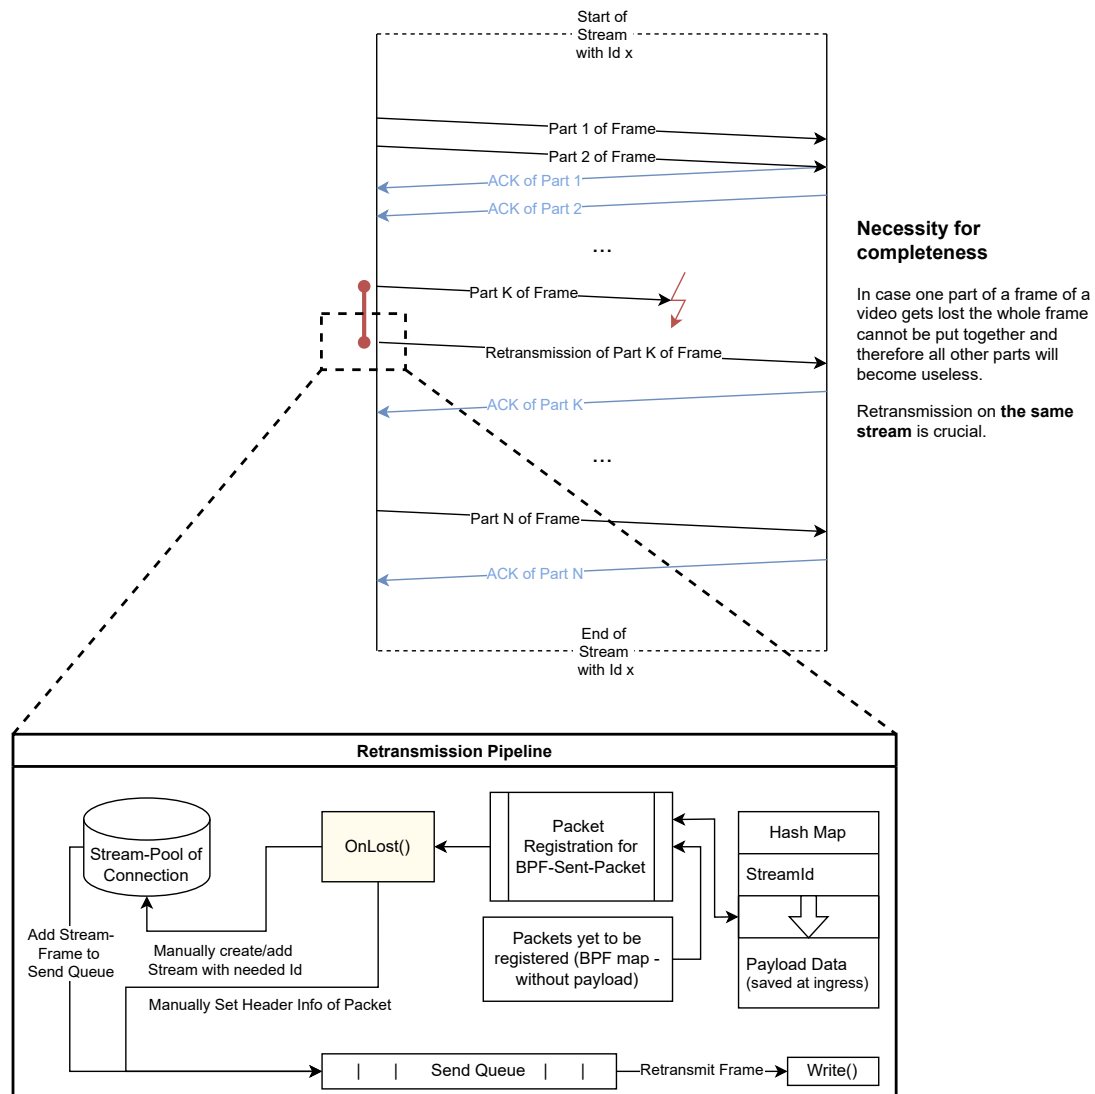 Start of
Stream
with Id x
Part 1 of Frame
Part 2 of Frame
ACK of Part 1
ACK of Part 2
...
Part K of Frame
Retransmission of Part K of Frame
ACK of Part K
...
Part N of Frame
ACK of Part N
End of
Stream
with Id x
Necessity for
completeness
In case one part of a frame of a
video gets lost the whole frame
cannot be put together and
therefore all other parts will
become useless.
Retransmission on the same
stream is crucial.
Retransmission Pipeline
Stream-Pool of
Connection
OnLost()
Packet
Registration for
BPF-Sent-Packet
Hash Map
StreamId
Payload Data
(saved at ingress)
Packets yet to be
registered (BPF map -
without payload)
Add Stream-
Frame to
Send Queue
Manually create/add
Stream with needed Id
Manually Set Header Info of Packet
| | Send Queue | |
Retransmit Frame
Write()